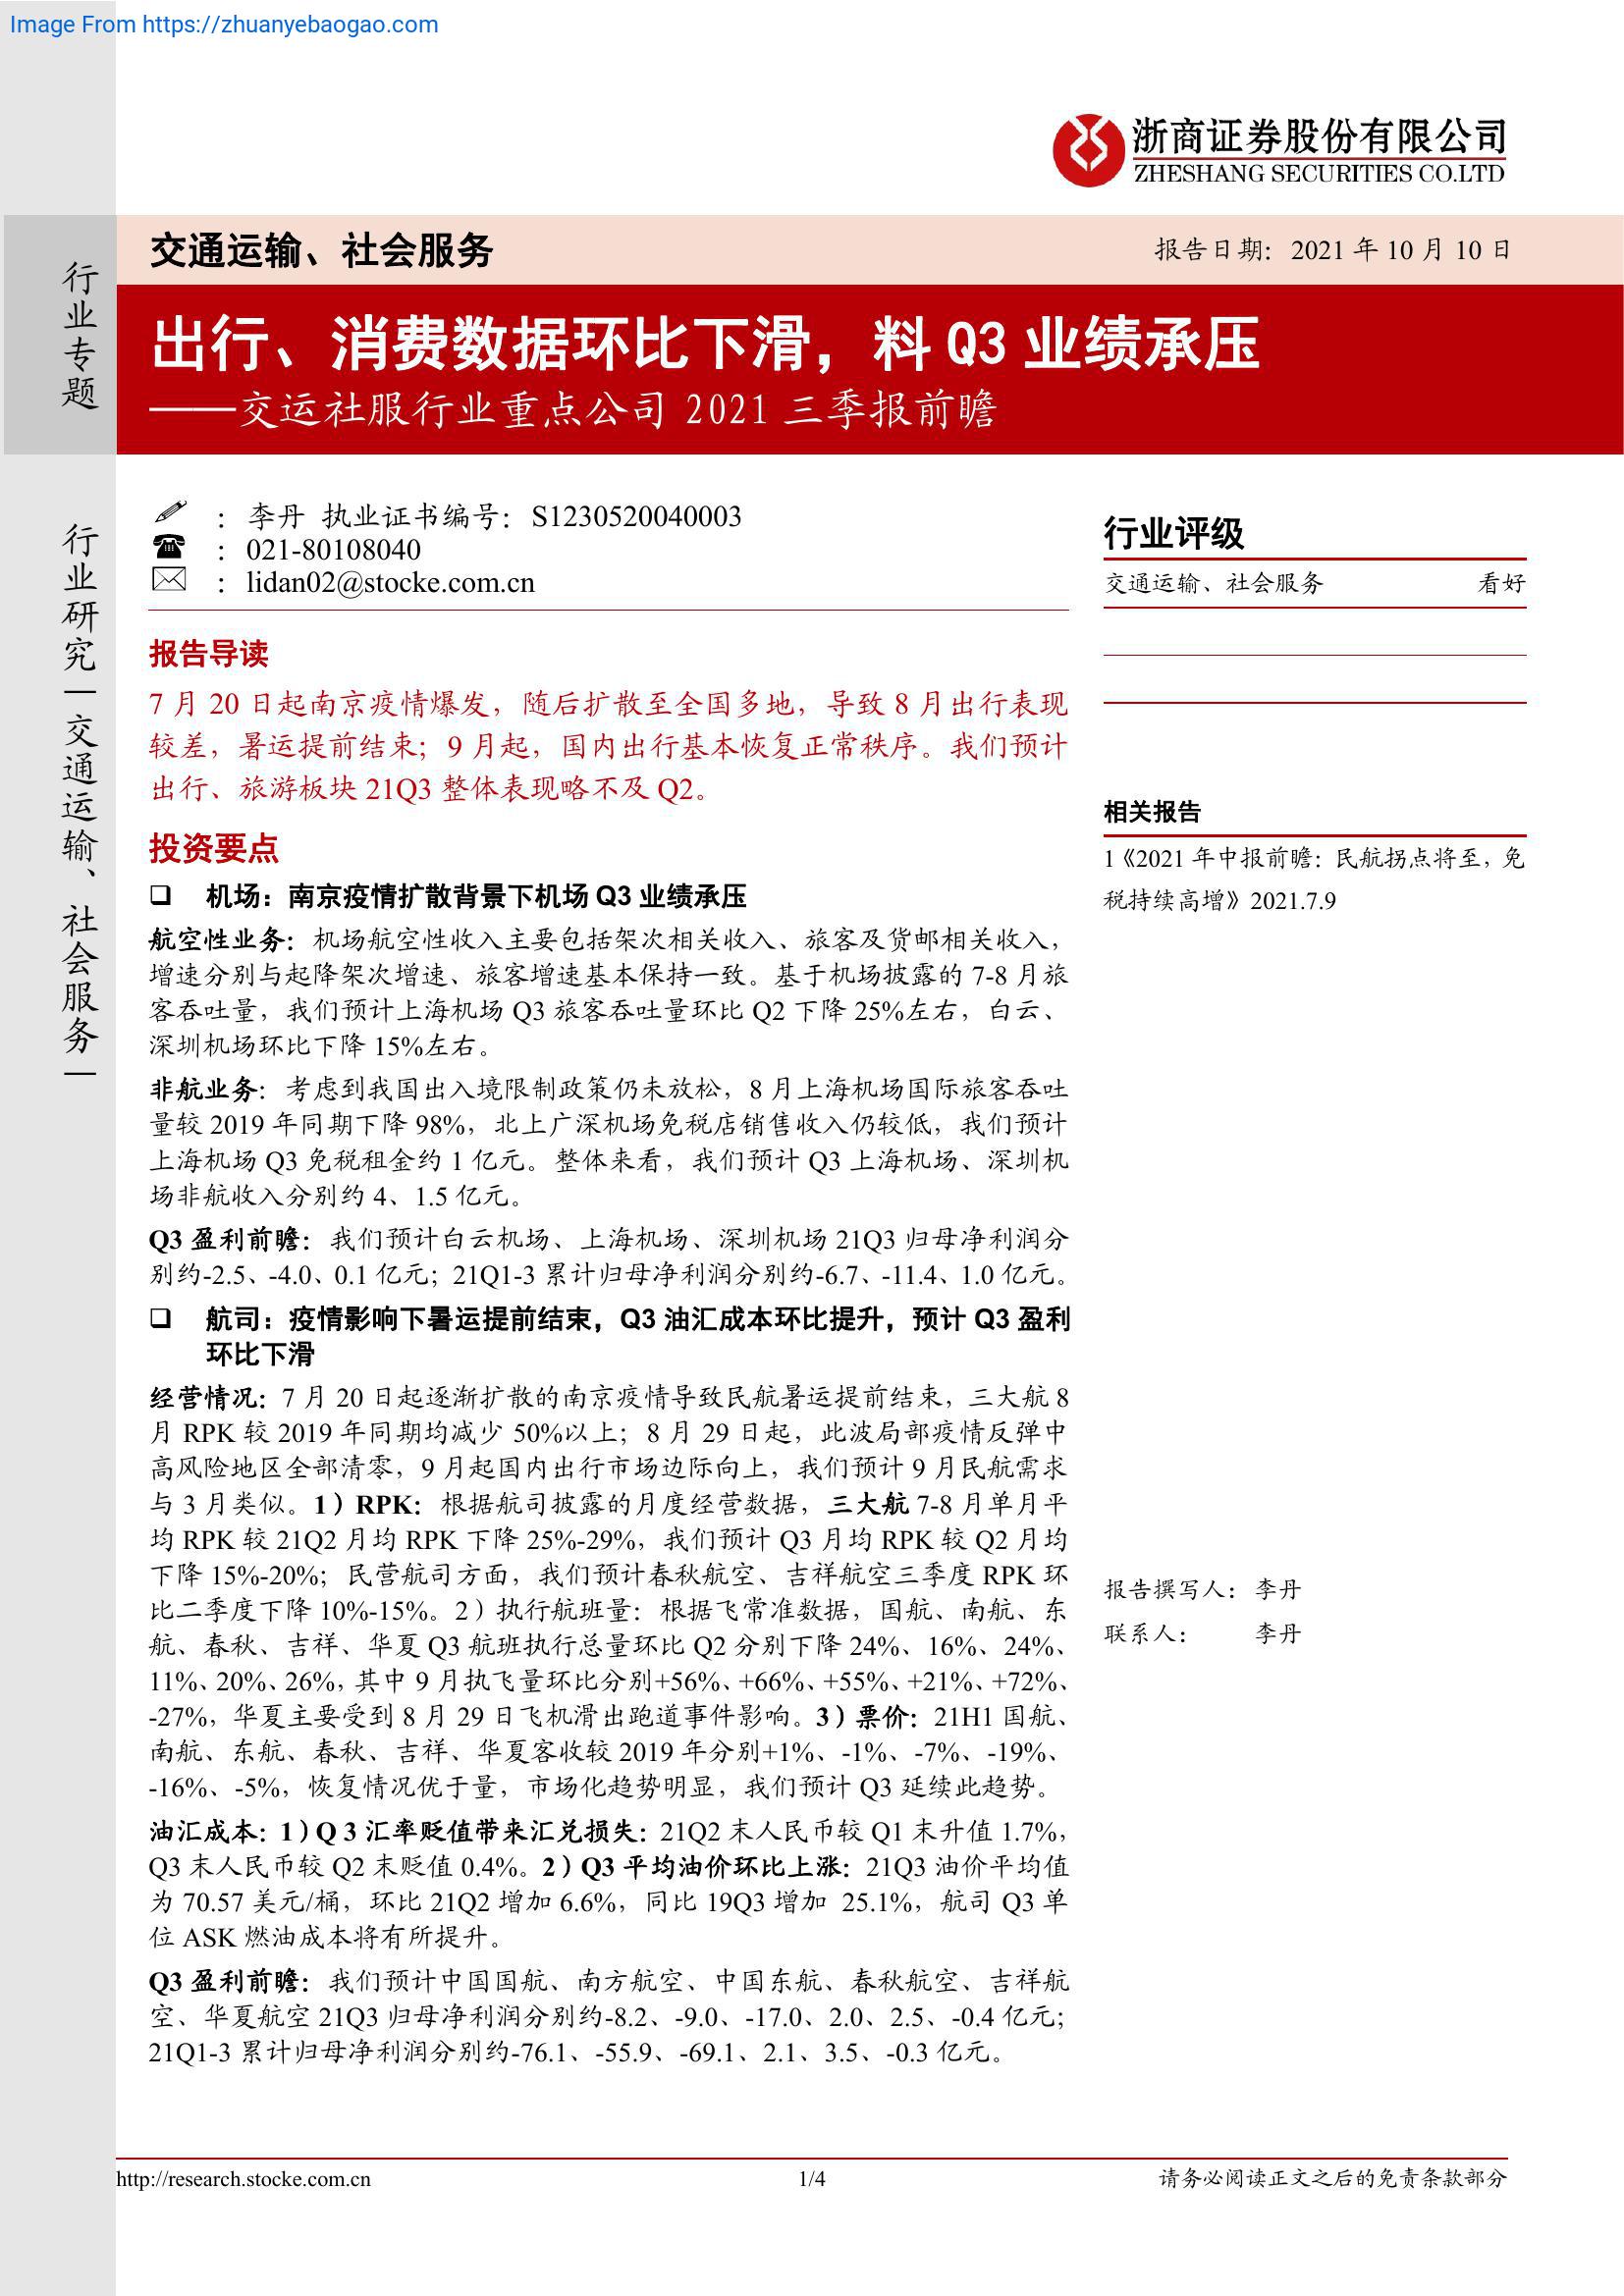 Image From https://zhuanyebaogao.com
浙商证券股份有限公司
ZHESHANG SECURITIES CO.LTD
行业专题
交通运输、社会服务
报告日期：2021 年 10 月 10 日
出行、消费数据环比下滑，料 Q3 业绩承压
——交运社服行业重点公司 2021 三季报前瞻
行业研究|交通运输、社会服务|
：李丹 执业证书编号：S1230520040003
：021-80108040
：lidan02@stocke.com.cn
报告导读
7 月 20 日起南京疫情爆发，随后扩散至全国多地，导致 8 月出行表现
较差，暑运提前结束；9 月起，国内出行基本恢复正常秩序。我们预计
出行、旅游板块 21Q3 整体表现略不及 Q2。
投资要点
❑ 机场：南京疫情扩散背景下机场 Q3 业绩承压
航空性业务：机场航空性收入主要包括架次相关收入、旅客及货邮相关收入，
增速分别与起降架次增速、旅客增速基本保持一致。基于机场披露的 7-8 月旅
客吞吐量，我们预计上海机场 Q3 旅客吞吐量环比 Q2 下降 25%左右，白云、
深圳机场环比下降 15%左右。
非航业务：考虑到我国出入境限制政策仍未放松，8 月上海机场国际旅客吞吐
量较 2019 年同期下降 98%，北上广深机场免税店销售收入仍较低，我们预计
上海机场 Q3 免税租金约 1 亿元。整体来看，我们预计 Q3 上海机场、深圳机
场非航收入分别约 4、1.5 亿元。
Q3 盈利前瞻：我们预计白云机场、上海机场、深圳机场 21Q3 归母净利润分
别约-2.5、-4.0、0.1 亿元；21Q1-3 累计归母净利润分别约-6.7、-11.4、1.0 亿元。
❑ 航司：疫情影响下暑运提前结束，Q3 油汇成本环比提升，预计 Q3 盈利
环比下滑
经营情况：7 月 20 日起逐渐扩散的南京疫情导致民航暑运提前结束，三大航 8
月 RPK 较 2019 年同期均减少 50%以上；8 月 29 日起，此波局部疫情反弹中
高风险地区全部清零，9 月起国内出行市场边际向上，我们预计 9 月民航需求
与 3 月类似。1）RPK：根据航司披露的月度经营数据，三大航 7-8 月单月平
均 RPK 较 21Q2 月均 RPK 下降 25%-29%，我们预计 Q3 月均 RPK 较 Q2 月均
下降 15%-20%；民营航司方面，我们预计春秋航空、吉祥航空三季度 RPK 环
比二季度下降 10%-15%。2）执行航班量：根据飞常准数据，国航、南航、东
航、春秋、吉祥、华夏 Q3 航班执行总量环比 Q2 分别下降 24%、16%、24%、
11%、20%、26%，其中 9 月执飞量环比分别+56%、+66%、+55%、+21%、+72%、
-27%，华夏主要受到 8 月 29 日飞机滑出跑道事件影响。3）票价：21H1 国航、
南航、东航、春秋、吉祥、华夏客收较 2019 年分别+1%、-1%、-7%、-19%、
-16%、-5%，恢复情况优于量，市场化趋势明显，我们预计 Q3 延续此趋势。
油汇成本：1）Q 3 汇率贬值带来汇兑损失：21Q2 末人民币较 Q1 末升值 1.7%，
Q3 末人民币较 Q2 末贬值 0.4%。2）Q3 平均油价环比上涨：21Q3 油价平均值
为 70.57 美元/桶，环比 21Q2 增加 6.6%，同比 19Q3 增加 25.1%，航司 Q3 单
位 ASK 燃油成本将有所提升。
Q3 盈利前瞻：我们预计中国国航、南方航空、中国东航、春秋航空、吉祥航
空、华夏航空 21Q3 归母净利润分别约-8.2、-9.0、-17.0、2.0、2.5、-0.4 亿元；
21Q1-3 累计归母净利润分别约-76.1、-55.9、-69.1、2.1、3.5、-0.3 亿元。
行业评级
交通运输、社会服务 看好
相关报告
1《2021 年中报前瞻：民航拐点将至，免
税持续高增》2021.7.9
报告撰写人：李丹
联系人： 李丹
http://research.stocke.com.cn
1/4
请务必阅读正文之后的免责条款部分